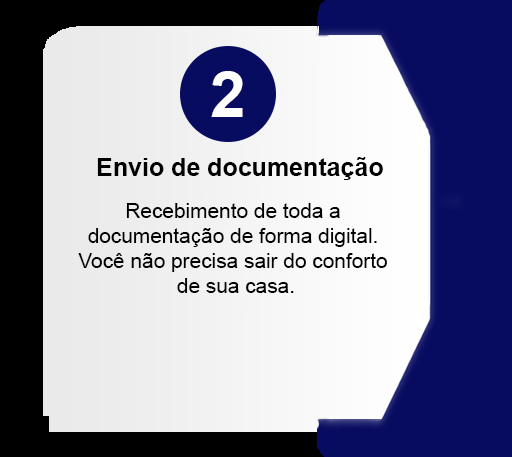 2
Envio de documentação
Recebimento de toda a
documentação de forma digital.
Você não precisa sair do conforto
de sua casa.